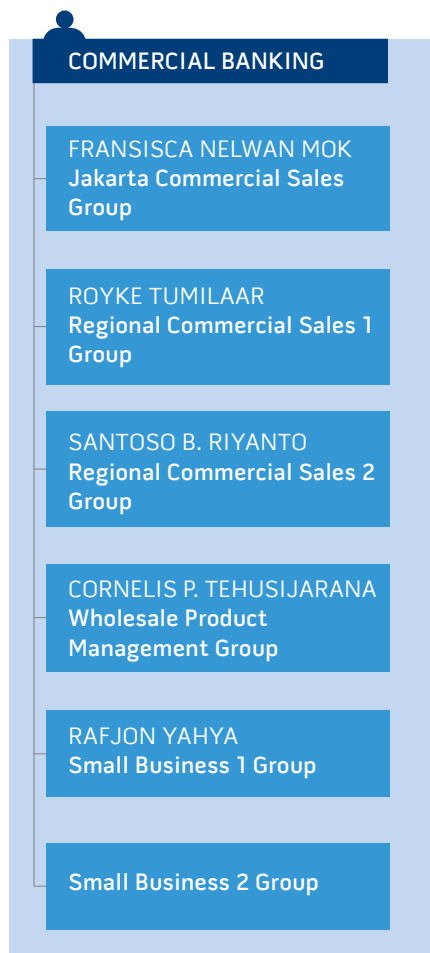 COMMERCIAL BANKING
FRANSISCA NELWAN MOK
Jakarta Commercial Sales
Group
ROYKE TUMILAAR
Regional Commercial Sales 1
Group
SANTOSO B. RIYANTO
Regional Commercial Sales 2
Group
CORNELIS P. TEHUSIJARANA
Wholesale Product
Management Group
RAFJON YAHYA
Small Business 1 Group
Small Business 2 Group